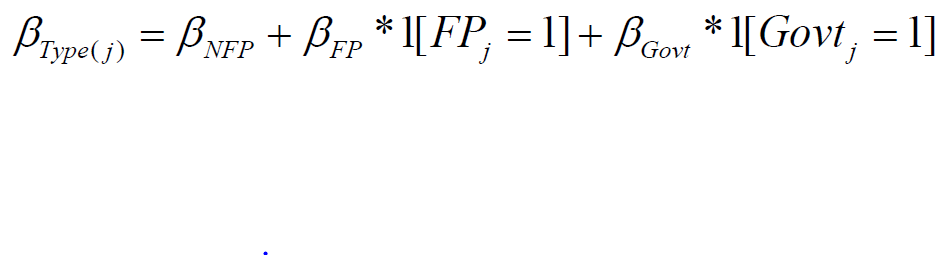 β_{Type(j)} = β_{NFP} + β_{FP} * 1[FP_j = 1] + β_{Govt} * 1[Govt_j = 1]